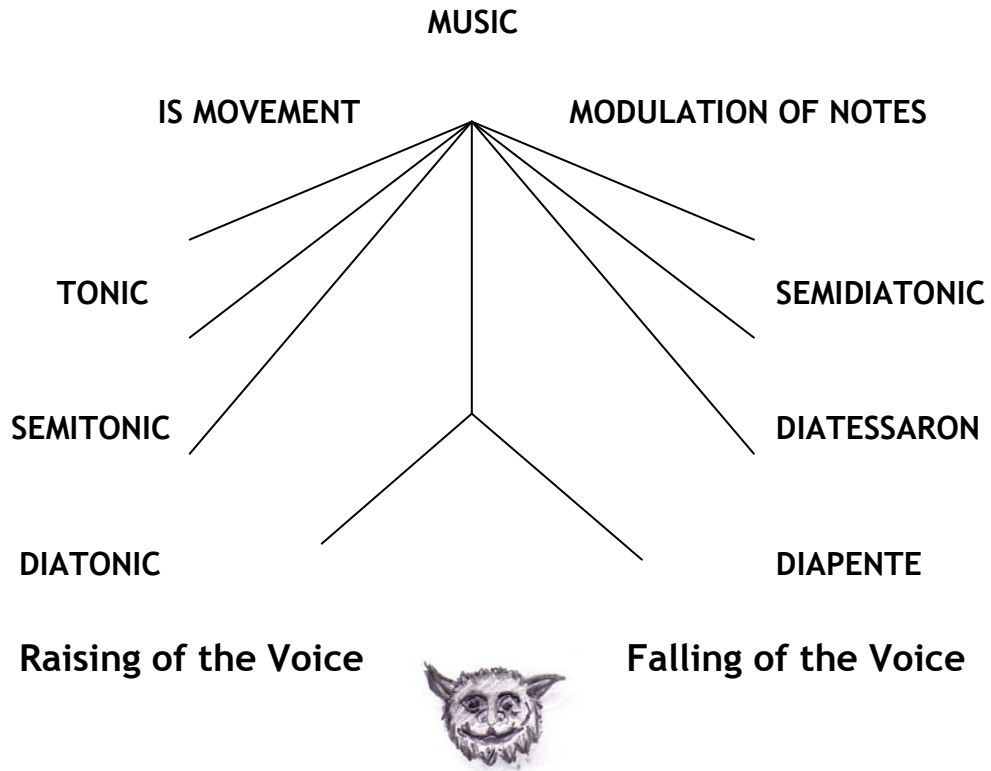 MUSIC
IS MOVEMENT MODULATION OF NOTES
TONIC SEMIDIATONIC
SEMITONIC DIATESSARON
DIATONIC DIAPENTE
Raising of the Voice Falling of the Voice